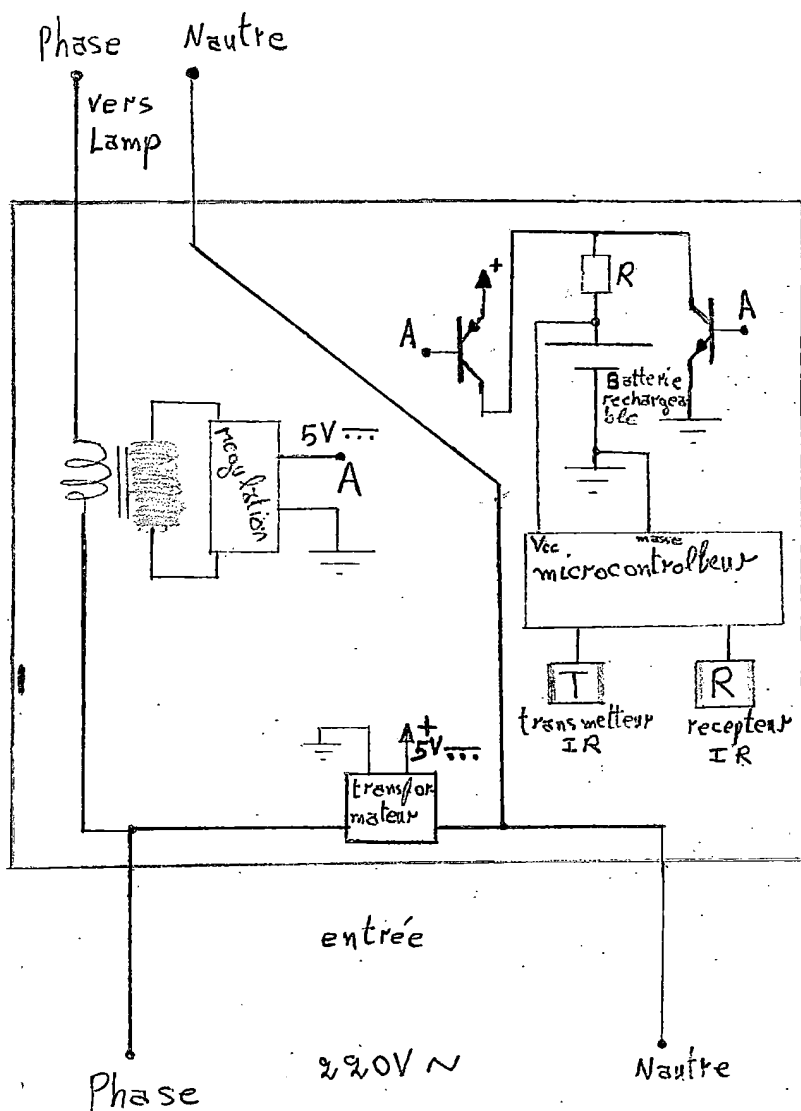 Phase
Nautre
vers
Lamp
+
R
A
A
Batterie
rechargea
ble
regulation
5V
A
Vcc
masse
microcontrolleur
T
R
transmetteur
IR
recepteur
IR
+
5V
transfor
mateur
entrée
Phase
220V ~
Nautre